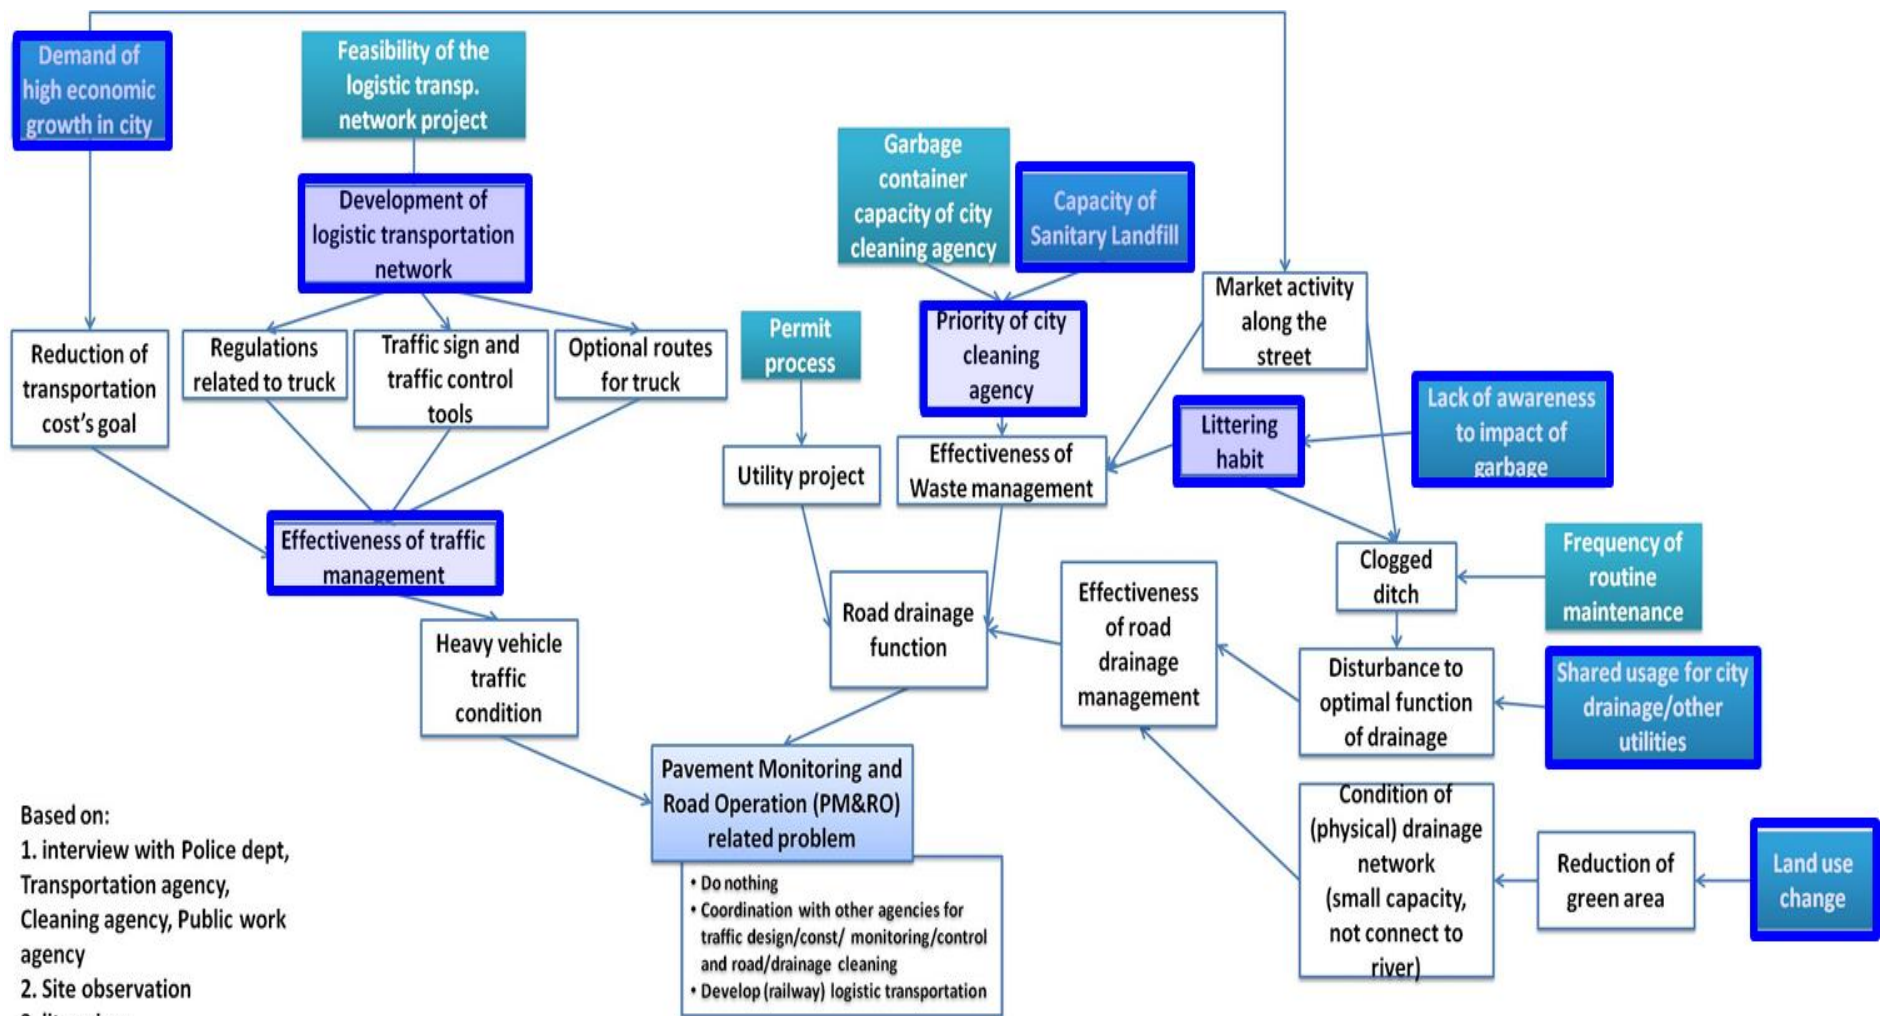 Demand of
high economic
growth in city
Feasibility of the
logistic transp.
network project
Development of
logistic transportation
network
Garbage
container
capacity of city
cleaning agency
Capacity of
Sanitary Landfill
Market activity
along the
street
Reduction of
transportation
cost's goal
Regulations
related to truck
Traffic sign and
traffic control
tools
Optional routes
for truck
Permit
process
Priority of city
cleaning
agency
Lack of awareness
to impact of
garbage
Littering
habit
Utility project
Effectiveness of
Waste management
Effectiveness of traffic
management
Clogged
ditch
Frequency of
routine
maintenance
Heavy vehicle
traffic
condition
Road drainage
function
Effectiveness
of road
drainage
management
Disturbance to
optimal function
of drainage
Shared usage for city
drainage/other
utilities
Pavement Monitoring and
Road Operation (PM&RO)
related problem
Condition of
(physical) drainage
network
(small capacity,
not connect to
river)
Reduction of
green area
Land use
change
• Do nothing
• Coordination with other agencies for
traffic design/const/ monitoring/control
and road/drainage cleaning
• Develop (railway) logistic transportation
Based on:
1. interview with Police dept,
Transportation agency,
Cleaning agency, Public work
agency
2. Site observation